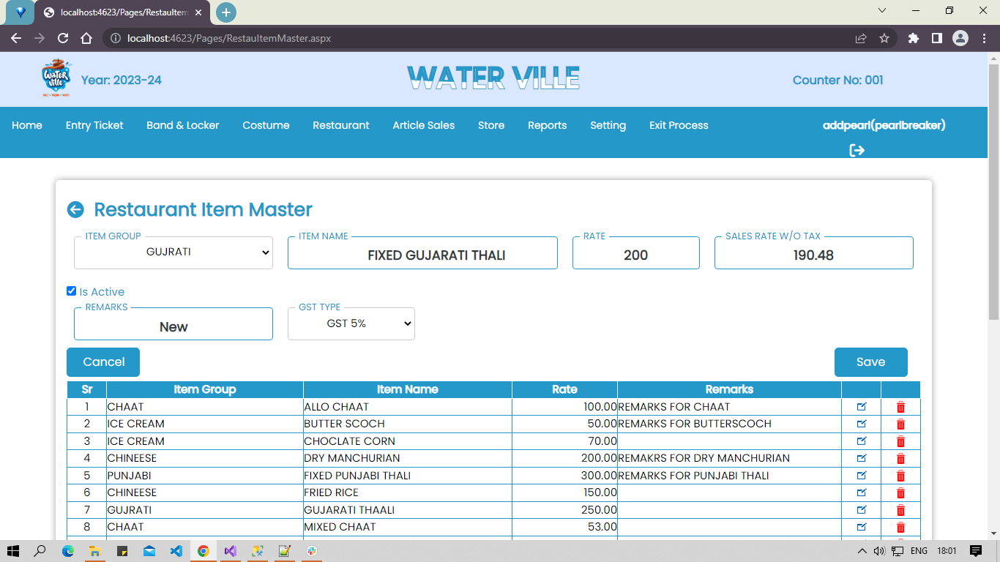 localhost:4623/Pages/RestauItem
localhost:4623/Pages/RestauItemMaster.aspx
WATER Ville
Year: 2023-24
WATER VILLE
Counter No: 001
Home Entry Ticket Band & Locker Costume Restaurant Article Sales Store Reports Setting Exit Process addpearl(pearlbreaker)
Restaurant Item Master
ITEM GROUP ITEM NAME RATE SALES RATE W/O TAX
GUJRATI FIXED GUJARATI THALI 200 190.48
Is Active
REMARKS GST TYPE
New GST 5%
Cancel Save
Sr Item Group Item Name Rate Remarks
1 CHAAT ALLO CHAAT 100.00 REMARKS FOR CHAAT
2 ICE CREAM BUTTER SCOCH 50.00 REMARKS FOR BUTTERSCOCH
3 ICE CREAM CHOCLATE CORN 70.00
4 CHINEESE DRY MANCHURIAN 200.00 REMAKRS FOR DRY MANCHURIAN
5 PUNJABI FIXED PUNJABI THALI 300.00 REMARKS FOR PUNJABI THALI
6 CHINEESE FRIED RICE 150.00
7 GUJRATI GUJARATI THAALI 250.00
8 CHAAT MIXED CHAAT 53.00
ENG 18:01